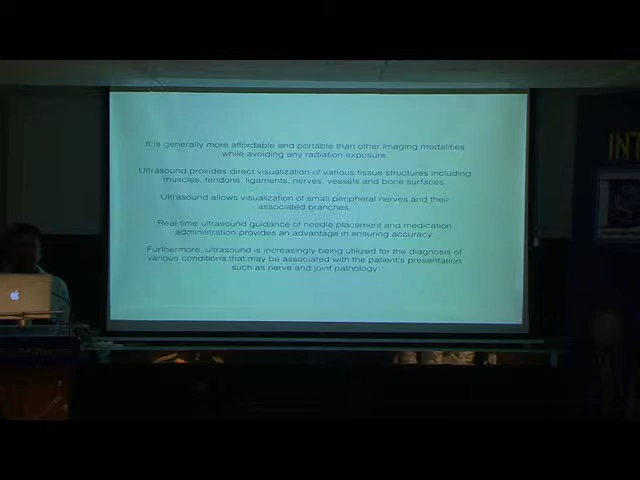 It is generally more affordable and portable than other imaging modalities
while avoiding any radiation exposure.
Ultrasound provides direct visualization of various tissue structures including
muscles, tendons, ligaments, nerves, vessels and bone surfaces.
Ultrasound allows visualization of small peripheral nerves and their
associated branches.
Real time ultrasound guidance of needle placement and medication
administration provides an advantage in ensuring accuracy
Furthermore, ultrasound is increasingly being utilized for the diagnosis of
various conditions that may be associated with the patient's presentation
such as nerve and joint pathology
INT